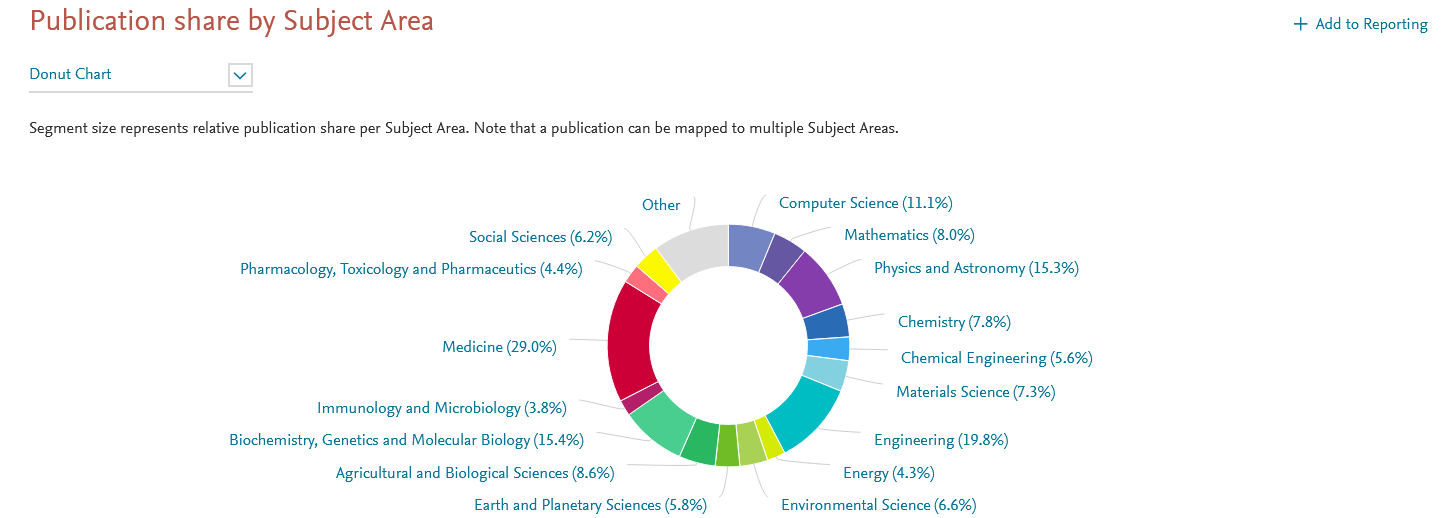 Publication share by Subject Area
+ Add to Reporting
Donut Chart
Segment size represents relative publication share per Subject Area. Note that a publication can be mapped to multiple Subject Areas.
Other
Computer Science (11.1%)
Social Sciences (6.2%)
Mathematics (8.0%)
Pharmacology, Toxicology and Pharmaceutics (4.4%)
Physics and Astronomy (15.3%)
Chemistry (7.8%)
Medicine (29.0%)
Chemical Engineering (5.6%)
Materials Science (7.3%)
Immunology and Microbiology (3.8%)
Biochemistry, Genetics and Molecular Biology (15.4%)
Engineering (19.8%)
Agricultural and Biological Sciences (8.6%)
Energy (4.3%)
Earth and Planetary Sciences (5.8%)
Environmental Science (6.6%)